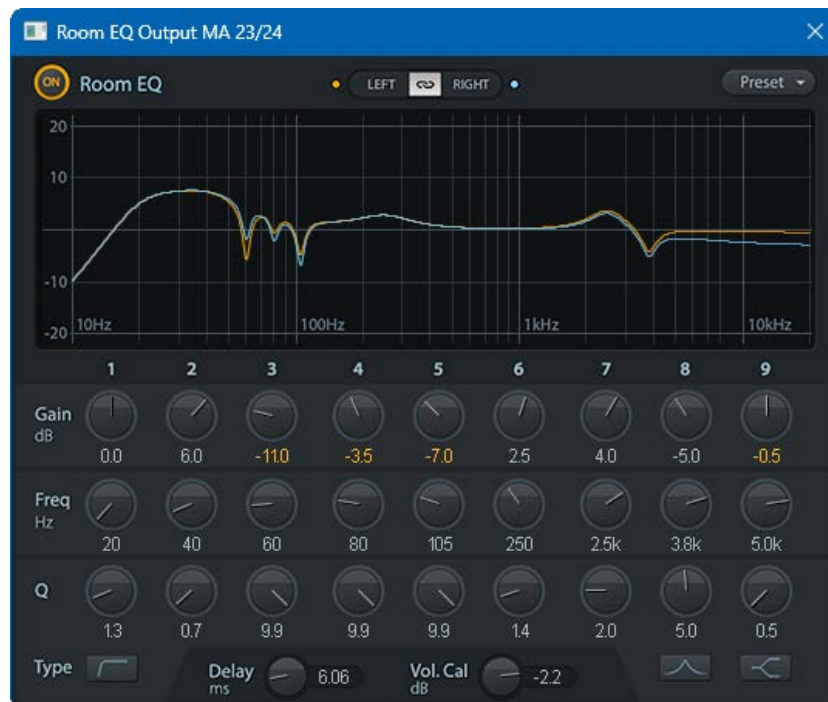 Room EQ Output MA 23/24
ON Room EQ LEFT RIGHT Preset
20
10
-10
-20 10Hz 100Hz 1kHz 10kHz
1 2 3 4 5 6 7 8 9
Gain
dB
0.0 6.0 -11.0 -3.5 -7.0 2.5 4.0 -5.0 -0.5
Freq
Hz
20 40 60 80 105 250 2.5k 3.8k 5.0k
Q
1.3 0.7 9.9 9.9 9.9 1.4 2.0 5.0 0.5
Type Delay ms 6.06 Vol. Cal dB -2.2